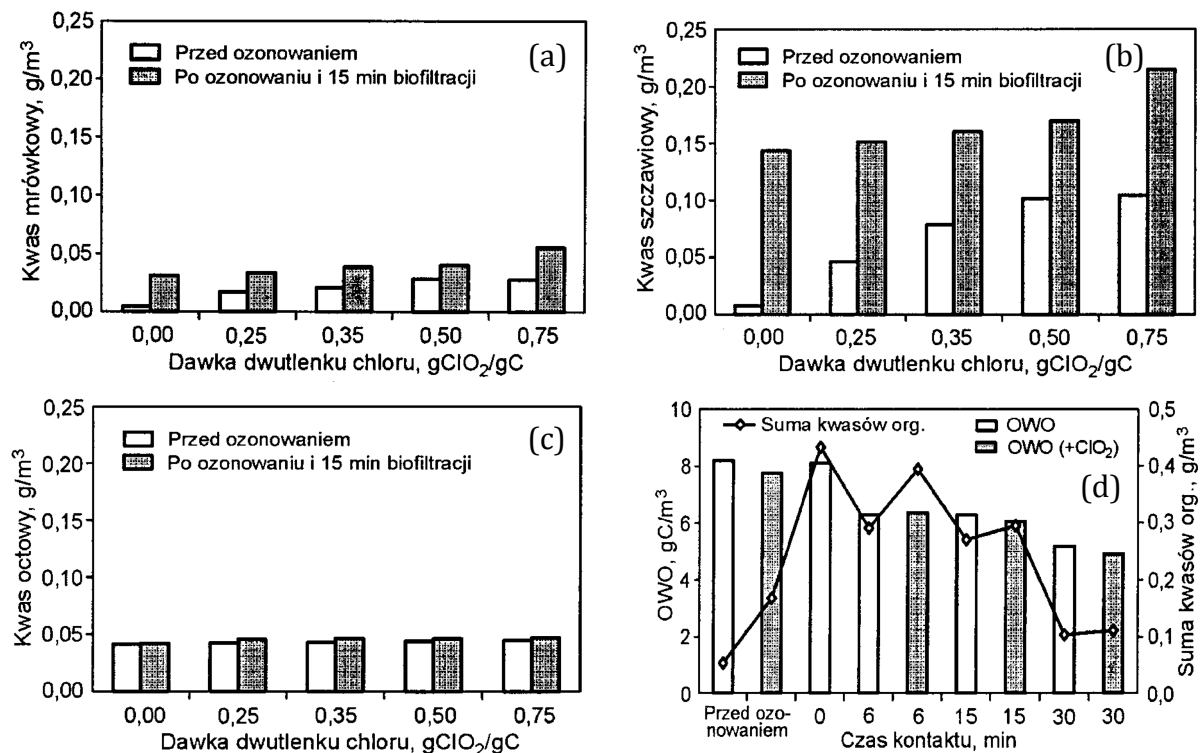 0,25
0,20
0,15
0,10
0,05
0,00
Kwas mrówkowy, g/m³
Przed ozonowaniem
Po ozonowaniu i 15 min biofiltracji
(a)
0,00 0,25 0,35 0,50 0,75
Dawka dwutlenku chloru, gClO₂/gC
0,25
0,20
0,15
0,10
0,05
0,00
Kwas szczawiowy, g/m³
Przed ozonowaniem
Po ozonowaniu i 15 min biofiltracji
(b)
0,00 0,25 0,35 0,50 0,75
Dawka dwutlenku chloru, gClO₂/gC
0,25
0,20
0,15
0,10
0,05
0,00
Kwas octowy, g/m³
Przed ozonowaniem
Po ozonowaniu i 15 min biofiltracji
(c)
0,00 0,25 0,35 0,50 0,75
Dawka dwutlenku chloru, gClO₂/gC
10
8
6
4
2
0
OWO, gC/m³
Suma kwasów org.
OWO
OWO (+ClO₂)
(d)
0,5
0,4
0,3
0,2
0,1
0,0
Suma kwasów org., g/m³
Przed ozo-
nowaniem
0 6 6 15 15 30 30
Czas kontaktu, min